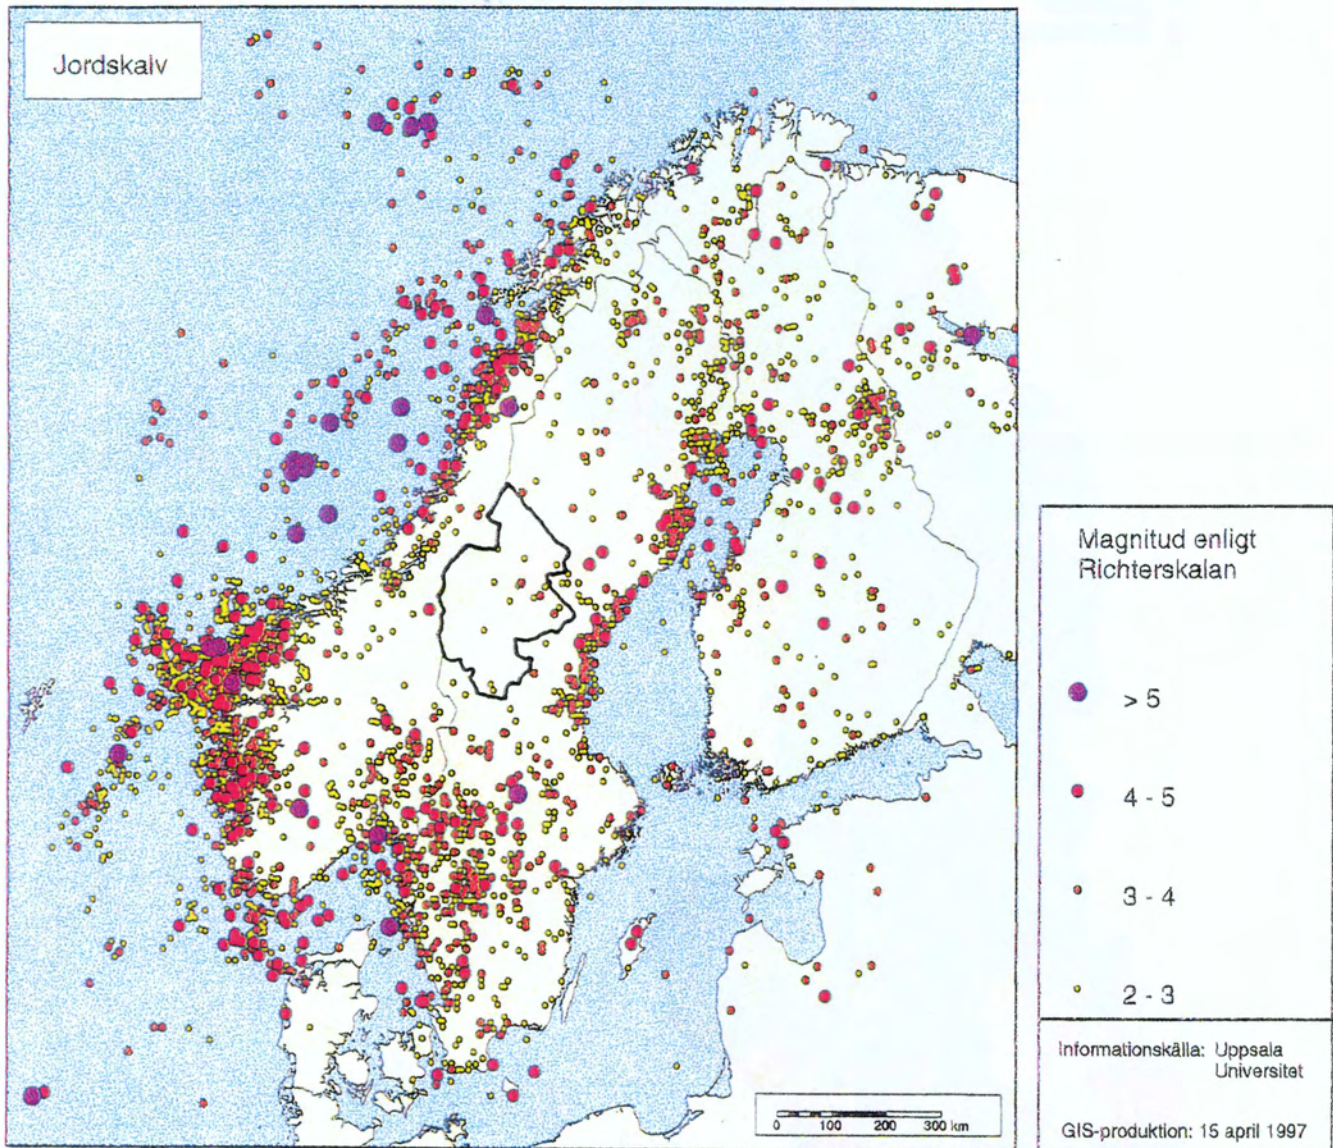 Jordskalv
Magnitud enligt
Richterskalan
> 5
4 - 5
3 - 4
2 - 3
0 100 200 300 km
Informationskälla: Uppsala
Universitet
GIS-produktion: 15 april 1997